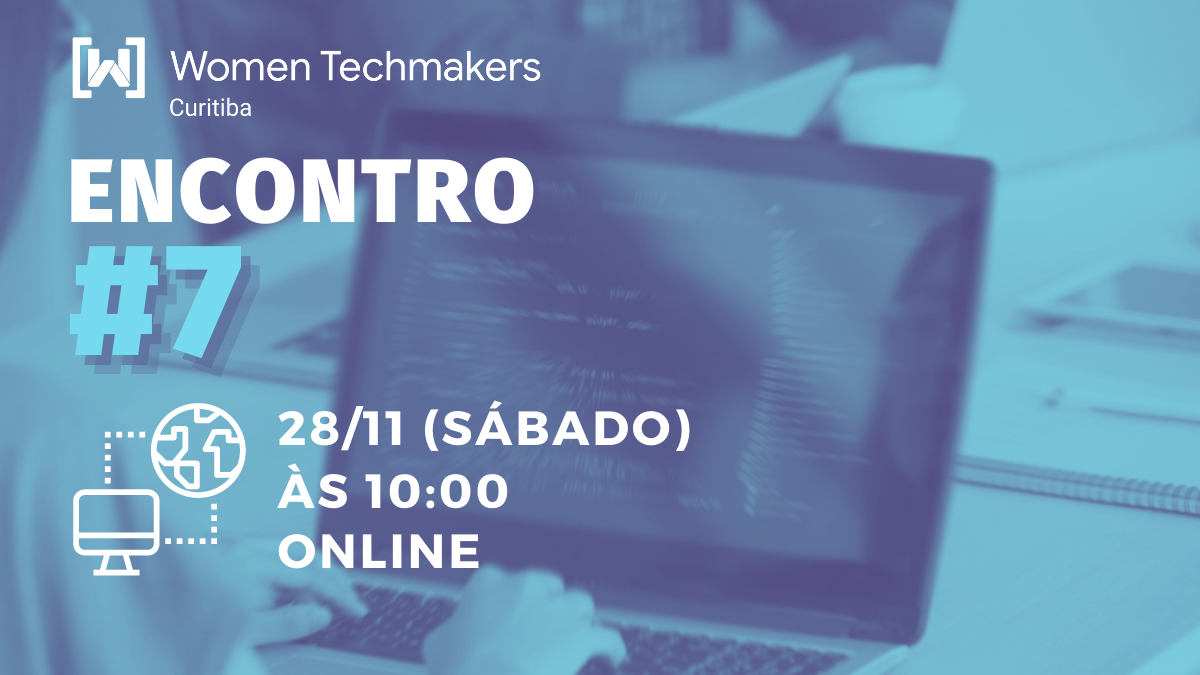 Women Techmakers
Curitiba
ENCONTRO
#7
28/11 (SÁBADO)
ÀS 10:00
ONLINE